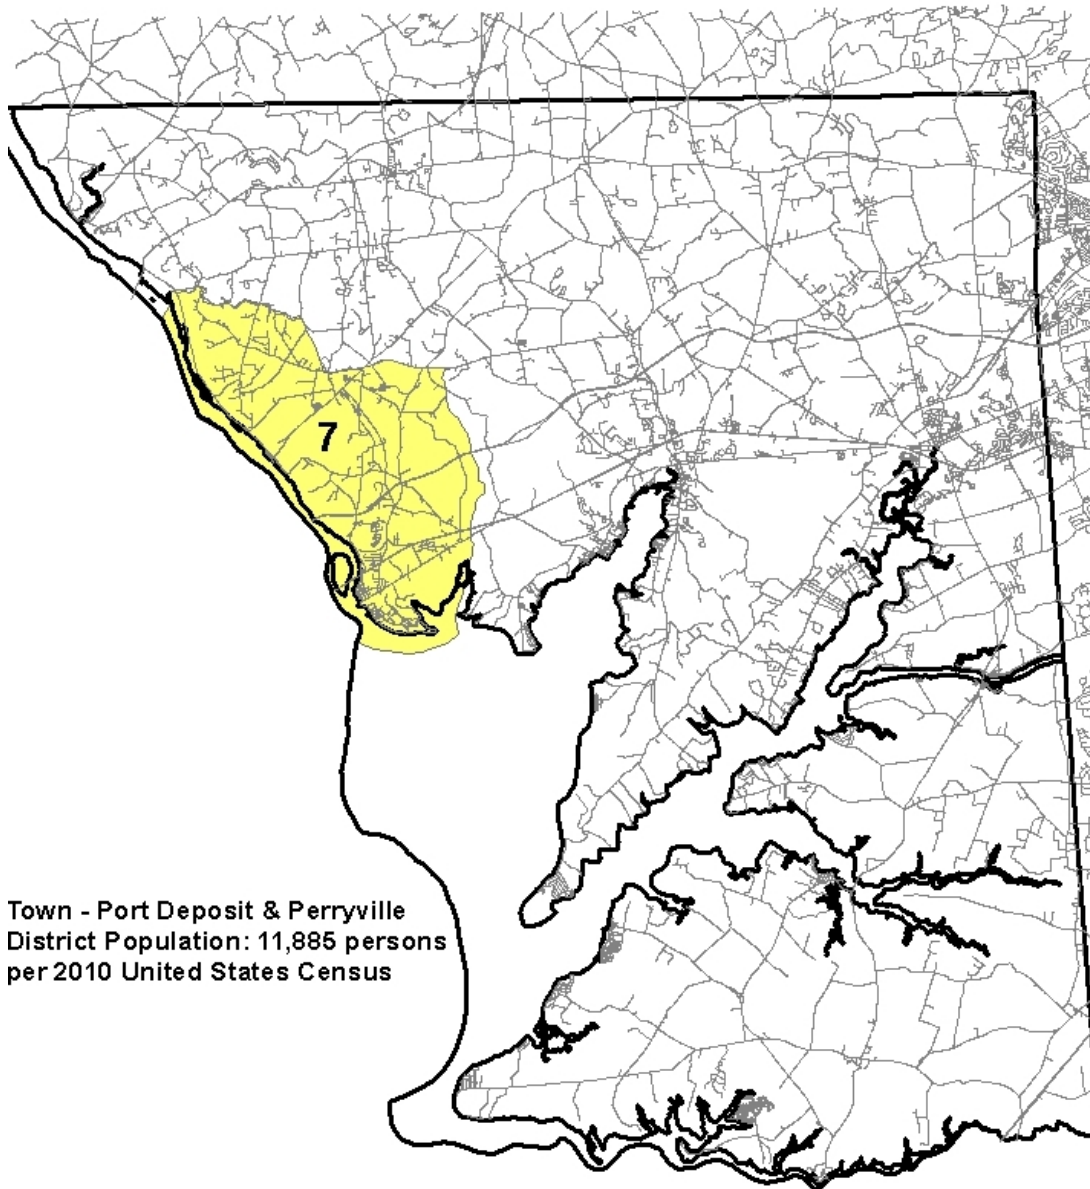 7
Town - Port Deposit & Perryville
District Population: 11,885 persons
per 2010 United States Census